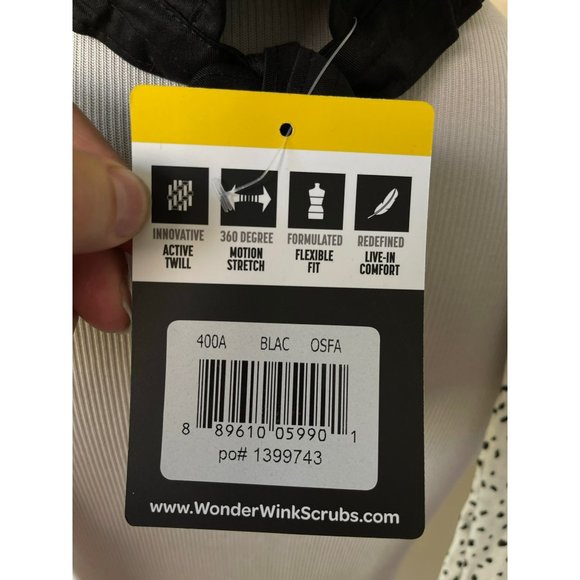 INNOVATIVE 360 DEGREE FORMULATED REDEFINED
ACTIVE MOTION FLEXIBLE LIVE-IN
TWILL STRETCH FIT COMFORT
400A BLAC OSFA
8 89610 05990 1
po# 1399743
www.WonderWinkScrubs.com